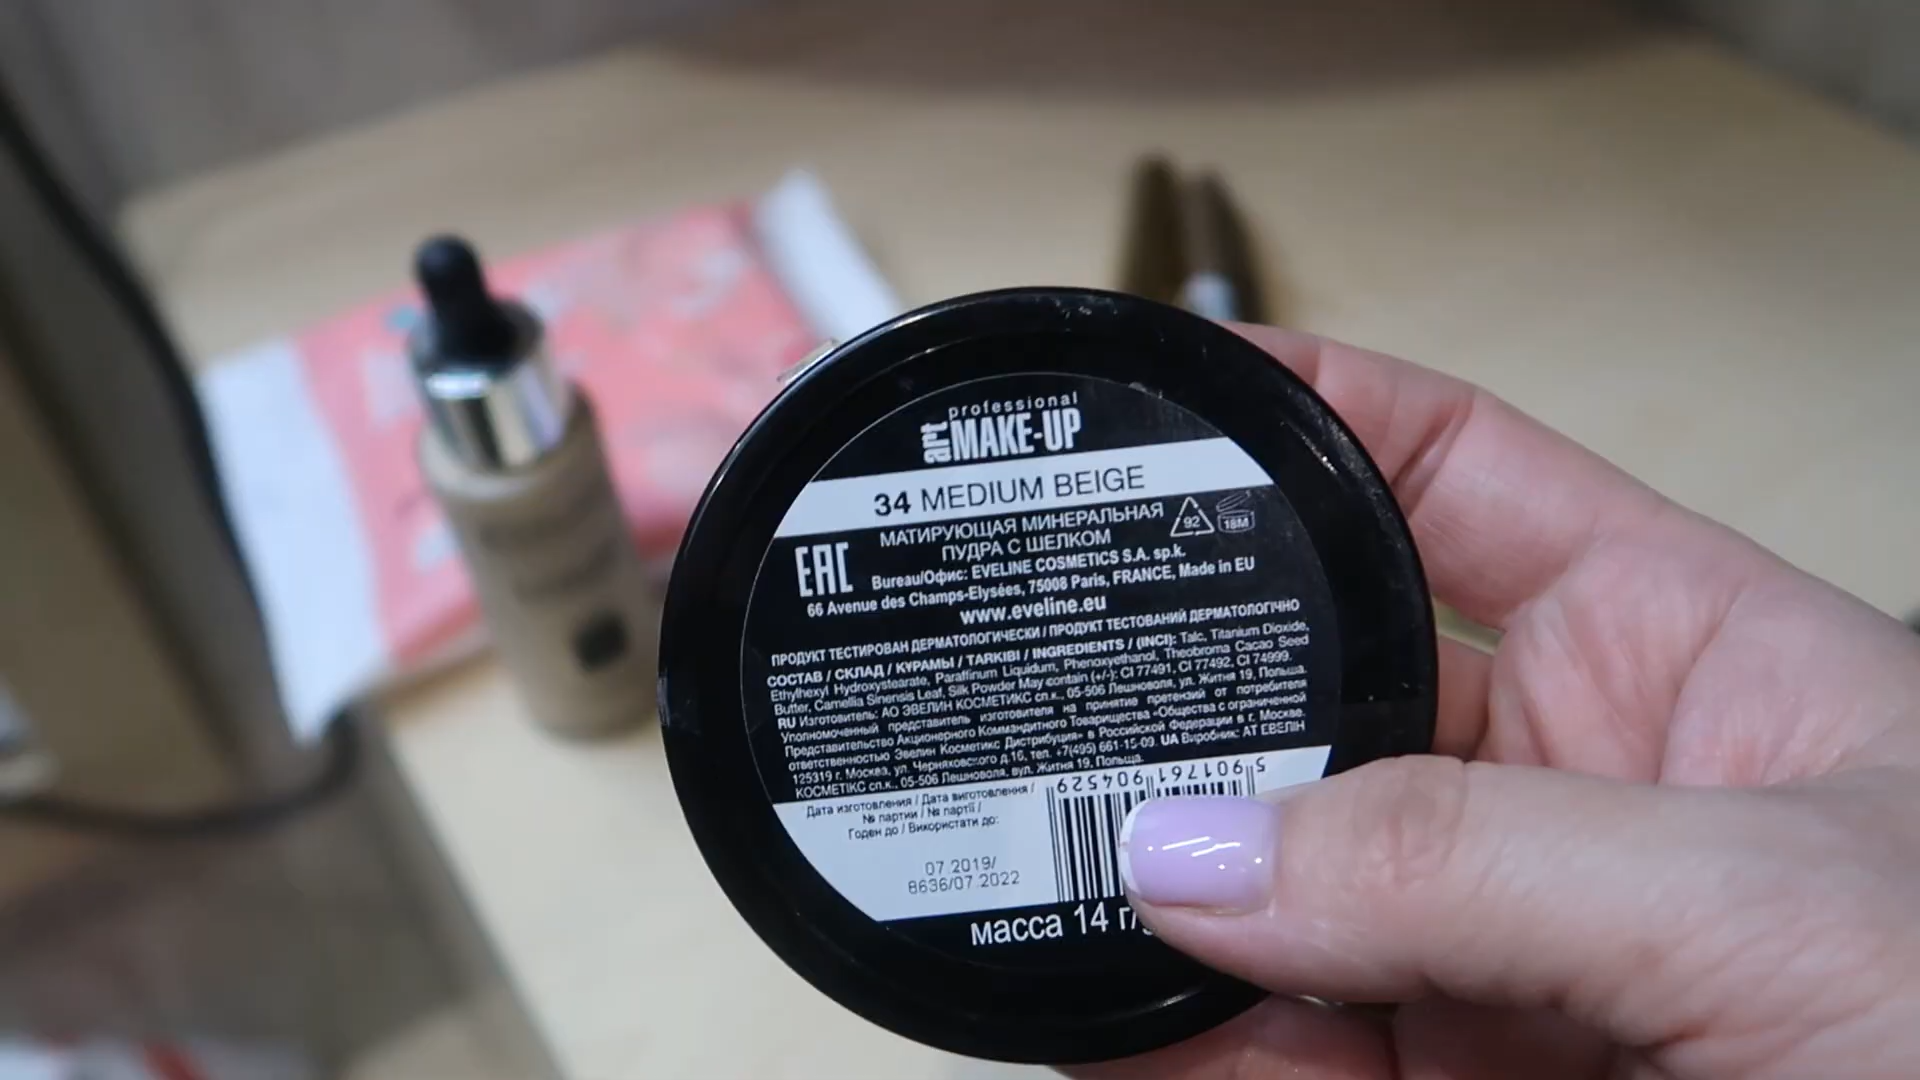 professional
art MAKE-UP
34 MEDIUM BEIGE
МАТИРУЮЩАЯ МИНЕРАЛЬНАЯ
ПУДРА С ШЕЛКОМ
92
18M
EAC
Bureau/Офис: EVELINE COSMETICS S.A. sp.k.
66 Avenue des Champs-Elysées, 75008 Paris, FRANCE, Made in EU
www.eveline.eu
ПРОДУКТ ТЕСТИРОВАН ДЕРМАТОЛОГИЧЕСКИ / ПРОДУКТ ТЕСТОВАНИЙ ДЕРМАТОЛОГІЧНО
СОСТАВ / СКЛАД / ҚҰРАМЫ / TARKIBI / INGREDIENTS / (INCI): Talc, Titanium Dioxide,
Ethylhexyl Hydroxystearate, Paraffinum Liquidum, Phenoxyethanol, Theobroma Cacao Seed
Butter, Camellia Sinensis Leaf, Silk Powder May contain (+/-): CI 77491, CI 77492, CI 74999.
RU Изготовитель: АО ЭВЕЛИН КОСМЕТИКС сп.к., 05-506 Лешноволя, ул. Житня 19, Польша.
Уполномоченный представитель изготовителя на принятие претензий от потребителя
Представительство Акционерного Коммандитного Товарищества «Общества с ограниченной
ответственностью Эвелин Косметикс Дистрибуция» в Российской Федерации в г. Москве.
125319 г. Москва, ул. Черняховского д.16, тел. +7(495) 661-15-09. UA Виробник: АТ ЕВЕЛІН
КОСМЕТІКС сп.к., 05-506 Лешноволя, вул. Житня 19, Польща.
Дата изготовления / Дата виготовлення /
№ партии / № партії /
Годен до / Використати до:
5 901761 904529
07.2019/
8636/07.2022
масса 14 г/